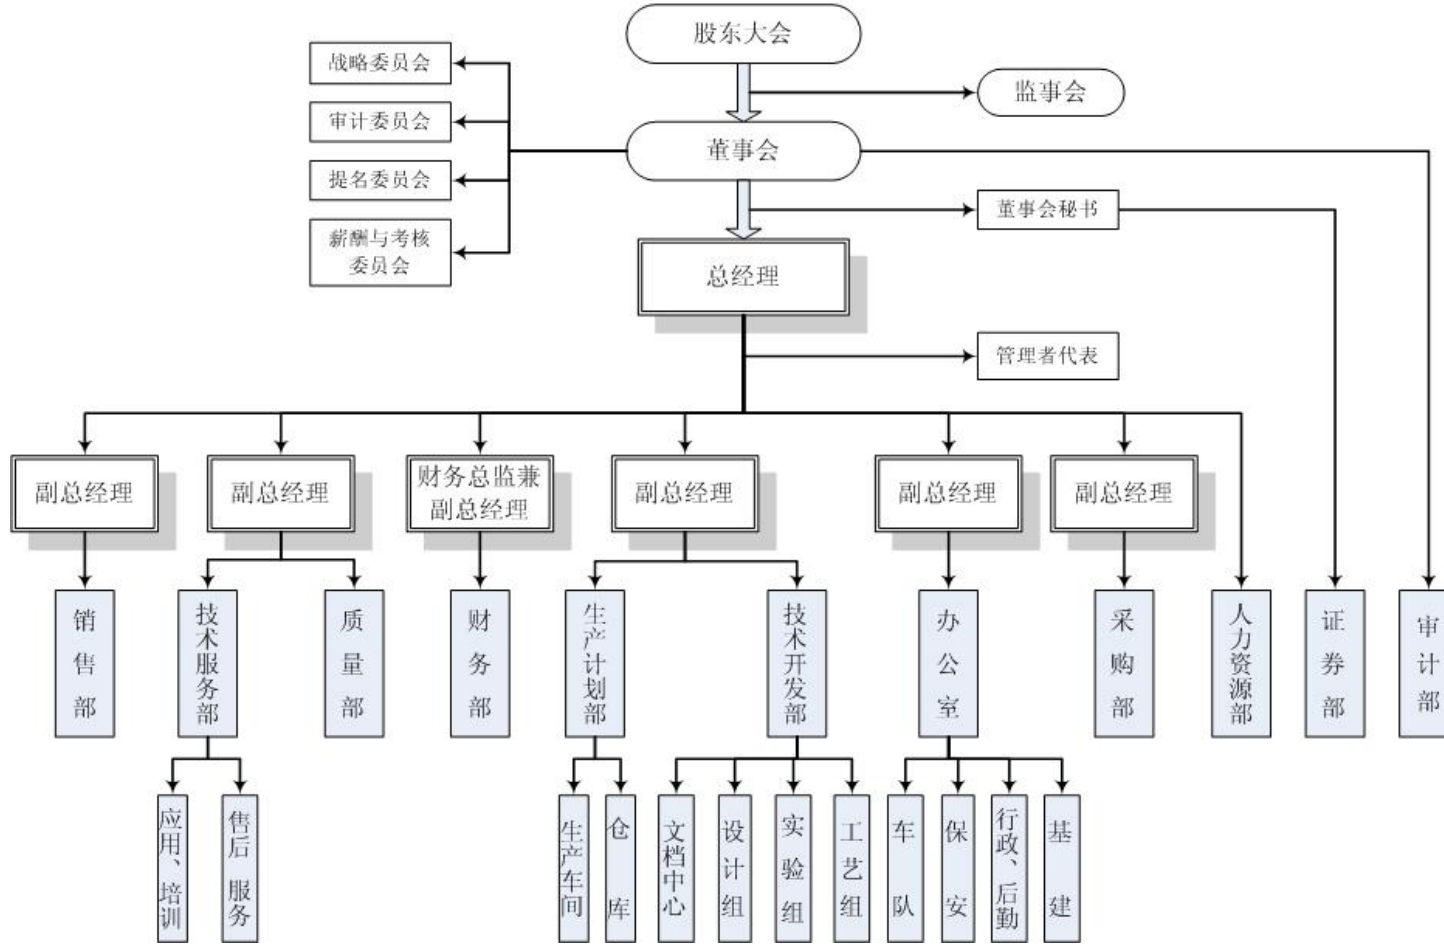 股东大会
战略委员会
监事会
审计委员会
董事会
提名委员会
董事会秘书
薪酬与考核
委员会
总经理
管理者代表
副总经理
副总经理
财务总监兼
副总经理
副总经理
副总经理
副总经理
销售部
技术服务部
质量部
财务部
生产计划部
技术开发部
办公室
采购部
人力资源部
证券部
审计部
应用、培训
售后 服务
生产车间
仓库
文档中心
设计组
实验组
工艺组
车队
保安
行政、后勤
基建